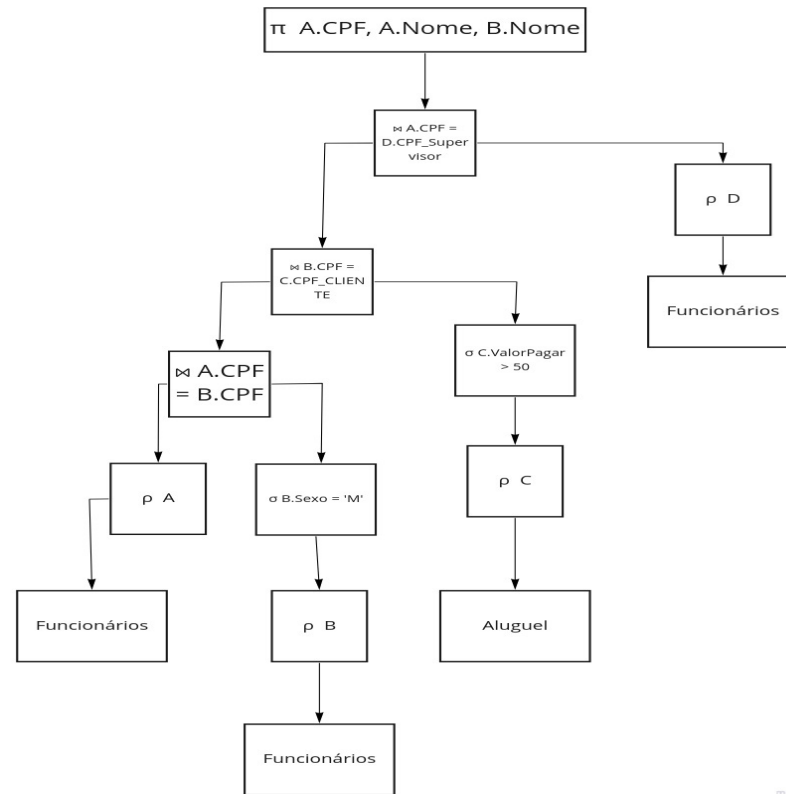 π A.CPF, A.Nome, B.Nome
⋈ A.CPF =
D.CPF_Super
visor
ρ D
⋈ B.CPF =
C.CPF_CLIEN
TE
Funcionários
σ C.ValorPagar
> 50
⋈ A.CPF
= B.CPF
ρ A
σ B.Sexo = 'M'
ρ C
Funcionários
ρ B
Aluguel
Funcionários